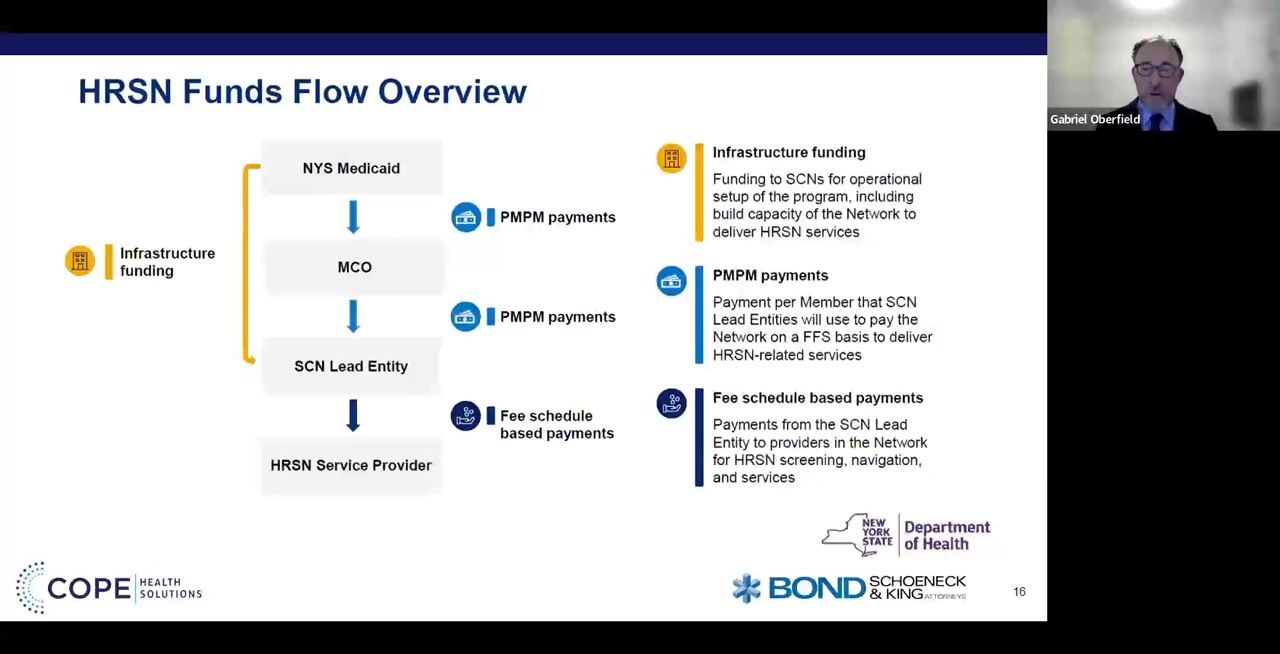 HRSN Funds Flow Overview
NYS Medicaid
PMPM payments
Infrastructure
funding
MCO
PMPM payments
SCN Lead Entity
Fee schedule
based payments
HRSN Service Provider
Infrastructure funding
Funding to SCNs for operational
setup of the program, including
build capacity of the Network to
deliver HRSN services
PMPM payments
Payment per Member that SCN
Lead Entities will use to pay the
Network on a FFS basis to deliver
HRSN-related services
Fee schedule based payments
Payments from the SCN Lead
Entity to providers in the Network
for HRSN screening, navigation,
and services
NEW
YORK
STATE
Department
of Health
COPE
HEALTH
SOLUTIONS
BOND
SCHOENECK
& KING
ATTORNEYS
16
Gabriel Oberfield